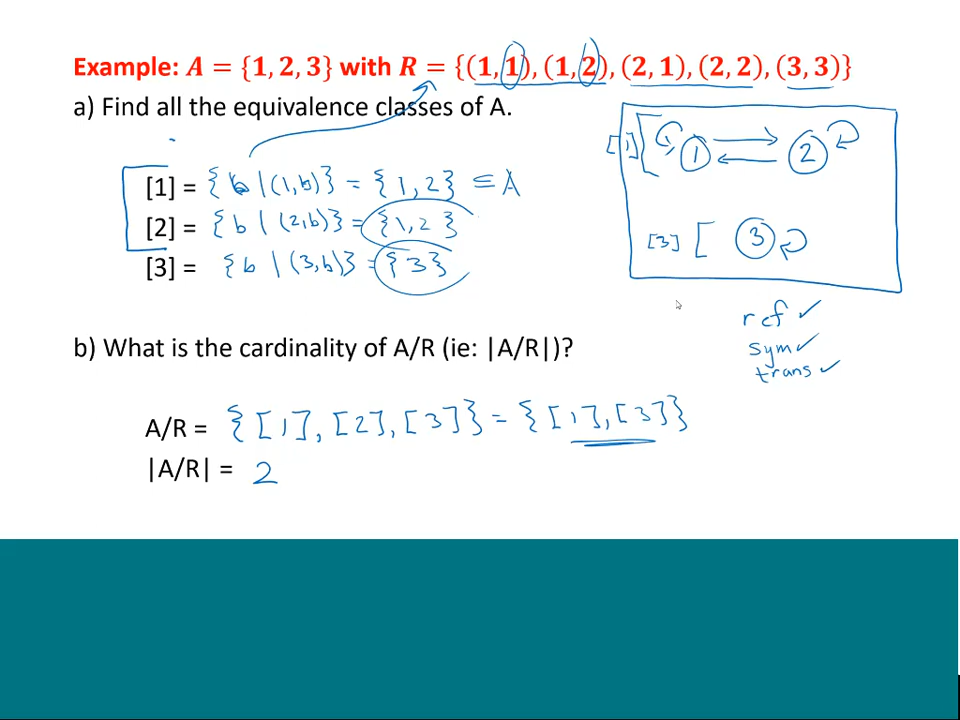 Example: A = {1, 2, 3} with R = {(1, 1), (1, 2), (2, 1), (2, 2), (3, 3)}
a) Find all the equivalence classes of A.
[1] = {b | (1,b)} = {1,2} ⊆ A
[2] = {b | (2,b)} = {1,2}
[3] = {b | (3,b)} = {3}
[1] 1 2
[3] 3
ref ✓
sym ✓
trans ✓
b) What is the cardinality of A/R (ie: |A/R|)?
A/R = {[1], [2], [3]} = {[1], [3]}
|A/R| = 2